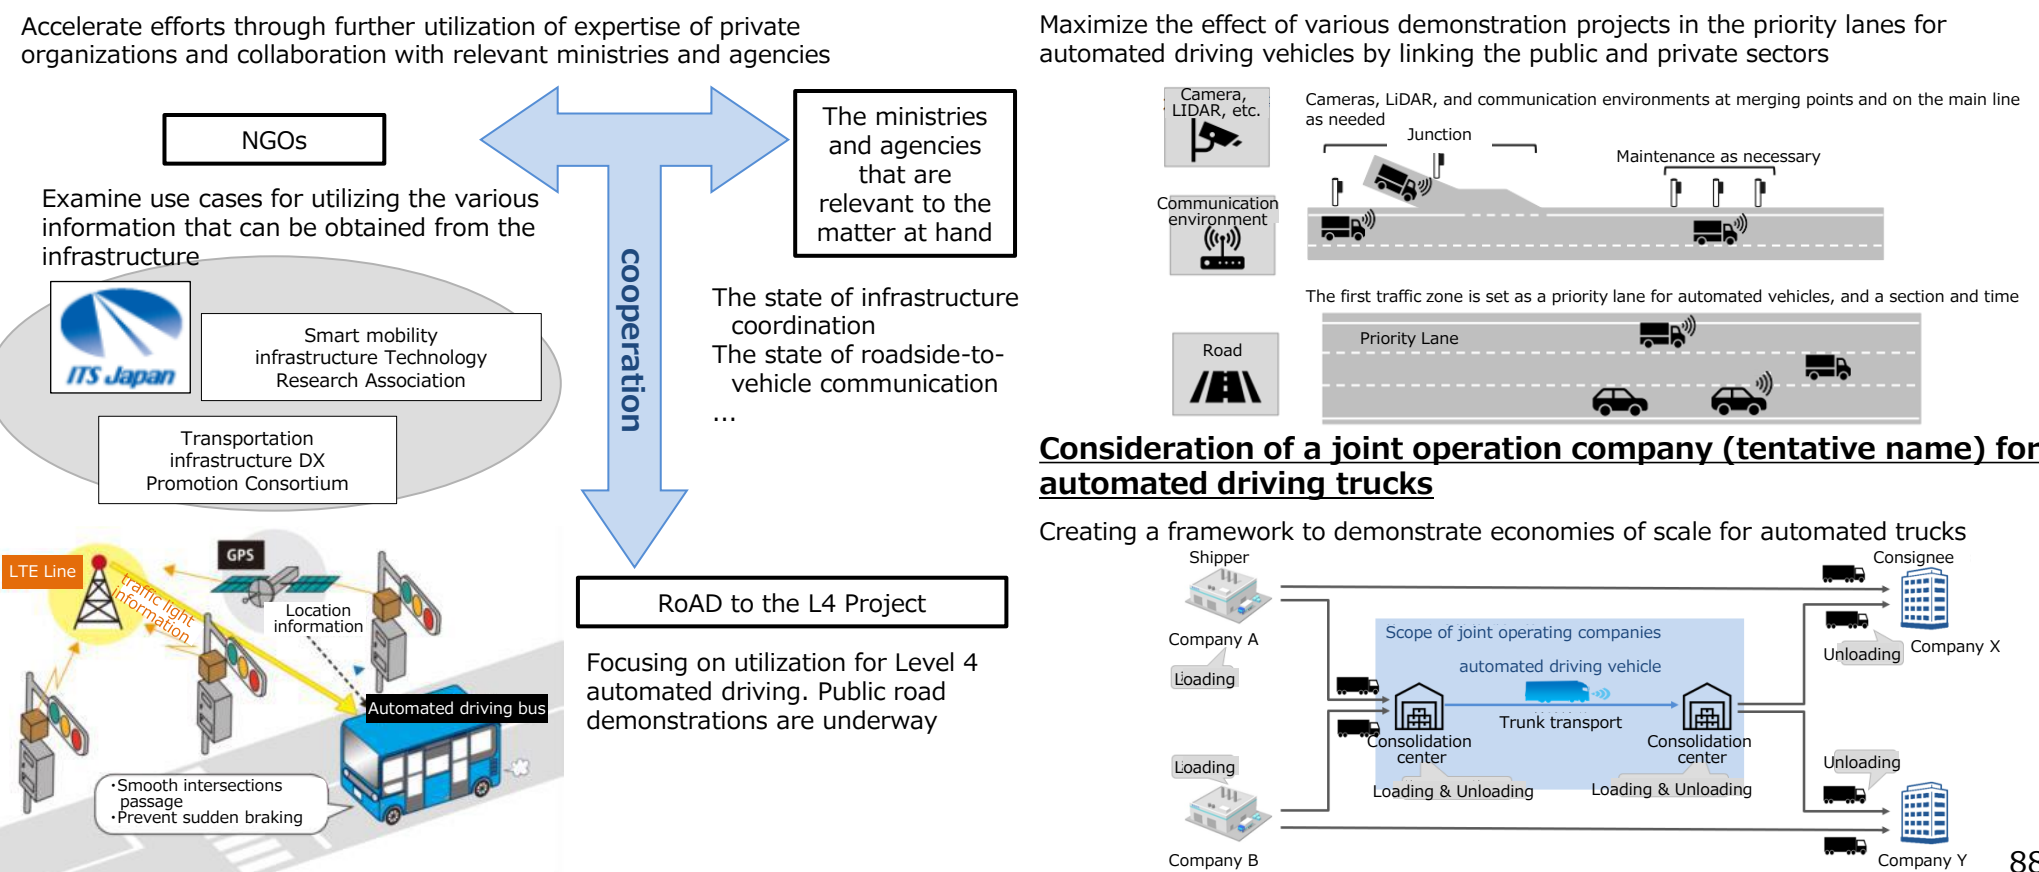 Accelerate efforts through further utilization of expertise of private
organizations and collaboration with relevant ministries and agencies
NGOs
The ministries
and agencies
that are
relevant to the
matter at hand
Examine use cases for utilizing the various
information that can be obtained from the
infrastructure
ITS Japan
Smart mobility
infrastructure Technology
Research Association
Transportation
infrastructure DX
Promotion Consortium
cooperation
The state of infrastructure
coordination
The state of roadside-to-
vehicle communication
...
RoAD to the L4 Project
Focusing on utilization for Level 4
automated driving. Public road
demonstrations are underway
LTE Line
traffic light
information
GPS
Location
information
Automated driving bus
・Smooth intersections
passage
・Prevent sudden braking
Maximize the effect of various demonstration projects in the priority lanes for
automated driving vehicles by linking the public and private sectors
Camera,
LIDAR, etc.
Cameras, LiDAR, and communication environments at merging points and on the main line
as needed
Junction
Maintenance as necessary
Communication
environment
The first traffic zone is set as a priority lane for automated vehicles, and a section and time
Road
Priority Lane
Consideration of a joint operation company (tentative name) for
automated driving trucks
Creating a framework to demonstrate economies of scale for automated trucks
Shipper
Consignee
Company A
Loading
Scope of joint operating companies
automated driving vehicle
Trunk transport
Unloading
Company X
Consolidation
center
Consolidation
center
Loading & Unloading
Loading & Unloading
Loading
Unloading
Company B
Company Y
88